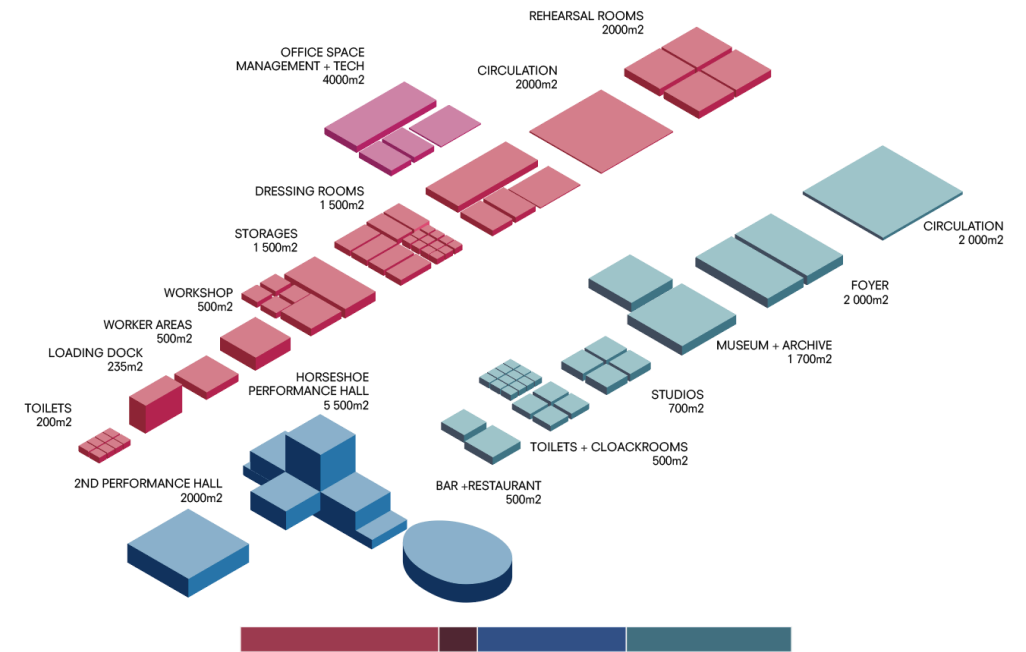 REHEARSAL ROOMS
2000m2
OFFICE SPACE
MANAGEMENT + TECH
4000m2
CIRCULATION
2000m2
DRESSING ROOMS
1 500m2
CIRCULATION
2 000m2
STORAGES
1 500m2
FOYER
2 000m2
WORKSHOP
500m2
WORKER AREAS
500m2
MUSEUM + ARCHIVE
1 700m2
LOADING DOCK
235m2
HORSESHOE
PERFORMANCE HALL
5 500m2
STUDIOS
700m2
TOILETS
200m2
TOILETS + CLOACKROOMS
500m2
2ND PERFORMANCE HALL
2000m2
BAR +RESTAURANT
500m2